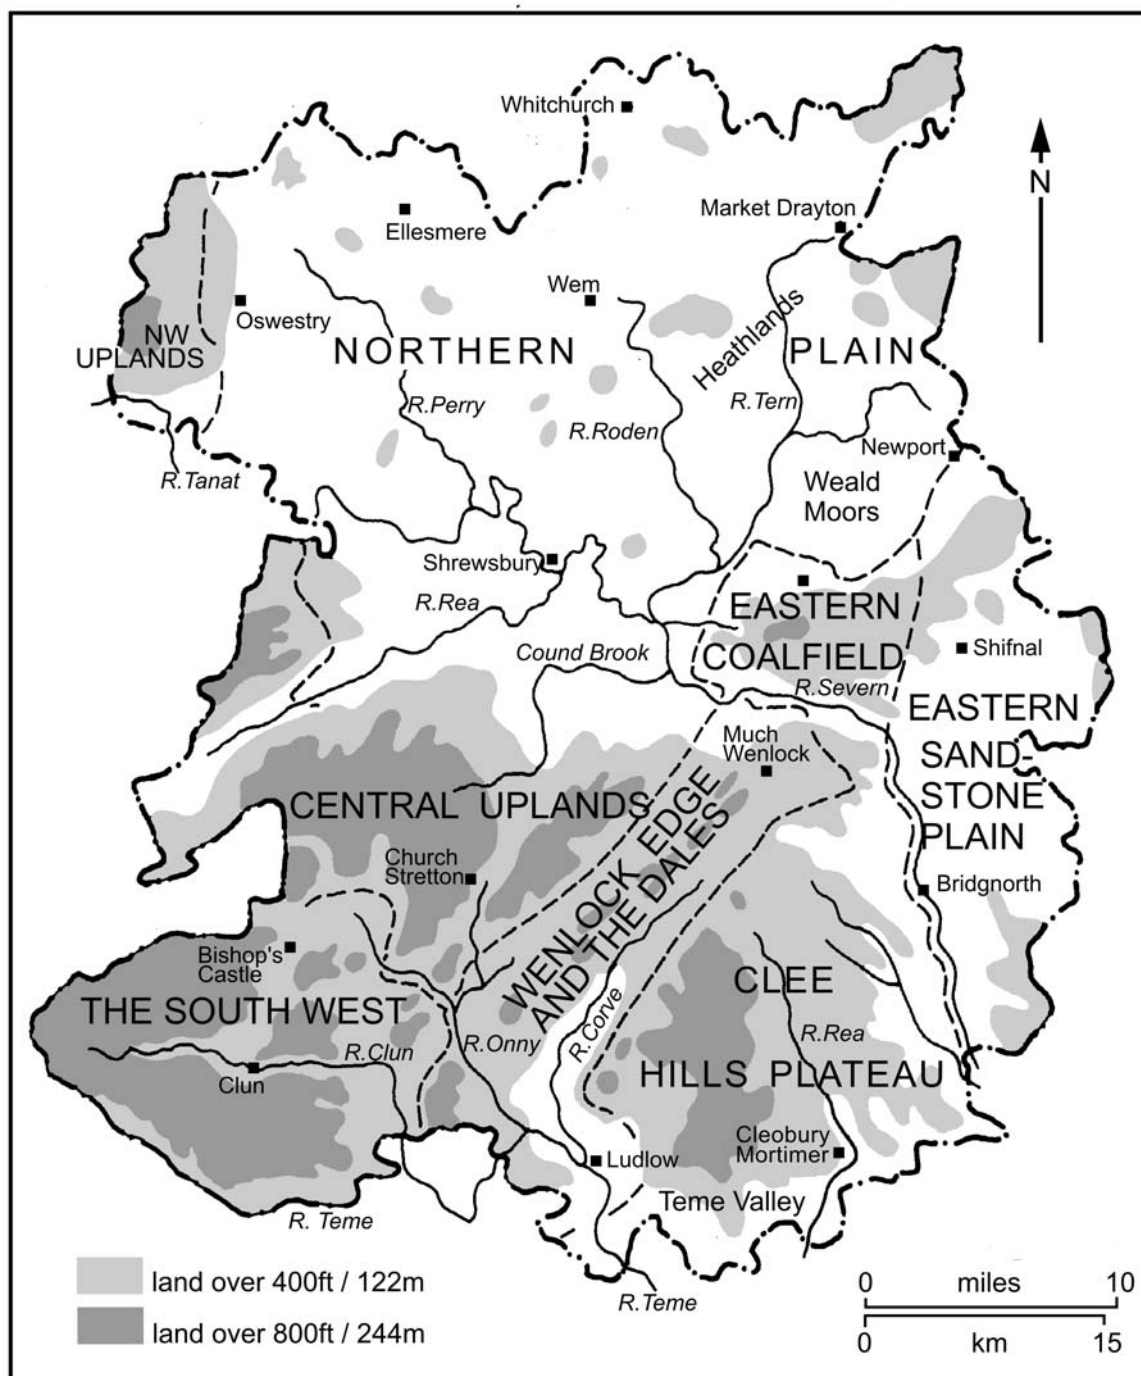 Whitchurch
N
Market Drayton
Ellesmere
Wem
Oswestry
NW
UPLANDS
NORTHERN
Heathlands
PLAIN
R.Perry
R.Tern
R.Roden
Newport
R.Tanat
Weald
Moors
Shrewsbury
R.Rea
EASTERN
COALFIELD
Cound Brook
Shifnal
R.Severn
EASTERN
SAND-
STONE
PLAIN
Much
Wenlock
CENTRAL UPLANDS
WENLOCK EDGE
AND THE DALES
Church
Stretton
Bridgnorth
Bishop's
Castle
CLEE
THE SOUTH WEST
R.Corve
R.Rea
R.Clun
R.Onny
Clun
HILLS PLATEAU
Cleobury
Mortimer
Ludlow
Teme Valley
R. Teme
land over 400ft / 122m
R.Teme
0 miles 10
land over 800ft / 244m
0 km 15